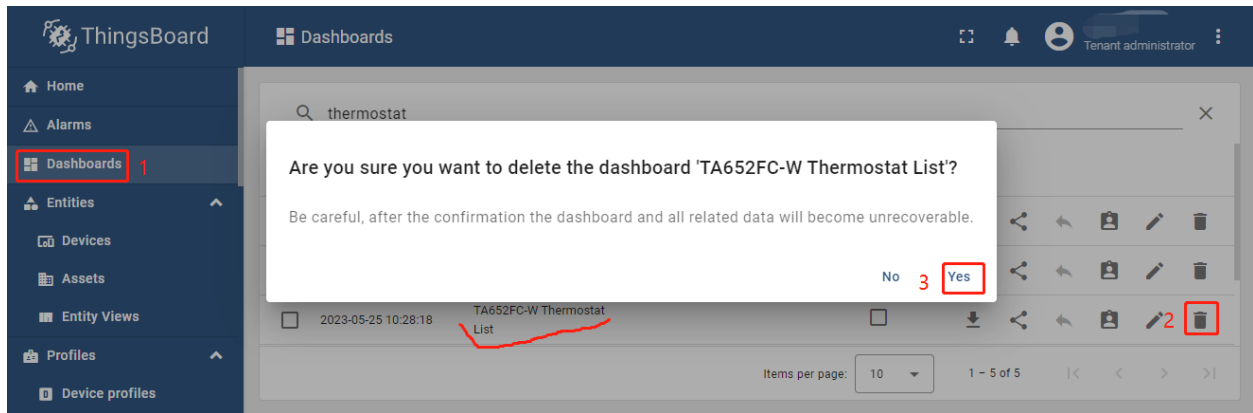 ThingsBoard
Dashboards
Tenant administrator
Home
Alarms
Dashboards 1
Entities
Devices
Assets
Entity Views
Profiles
Device profiles
thermostat
Are you sure you want to delete the dashboard 'TA652FC-W Thermostat List'?
Be careful, after the confirmation the dashboard and all related data will become unrecoverable.
No 3 Yes
2023-05-25 10:28:18 TA652FC-W Thermostat
List
2
Items per page: 10 1 – 5 of 5